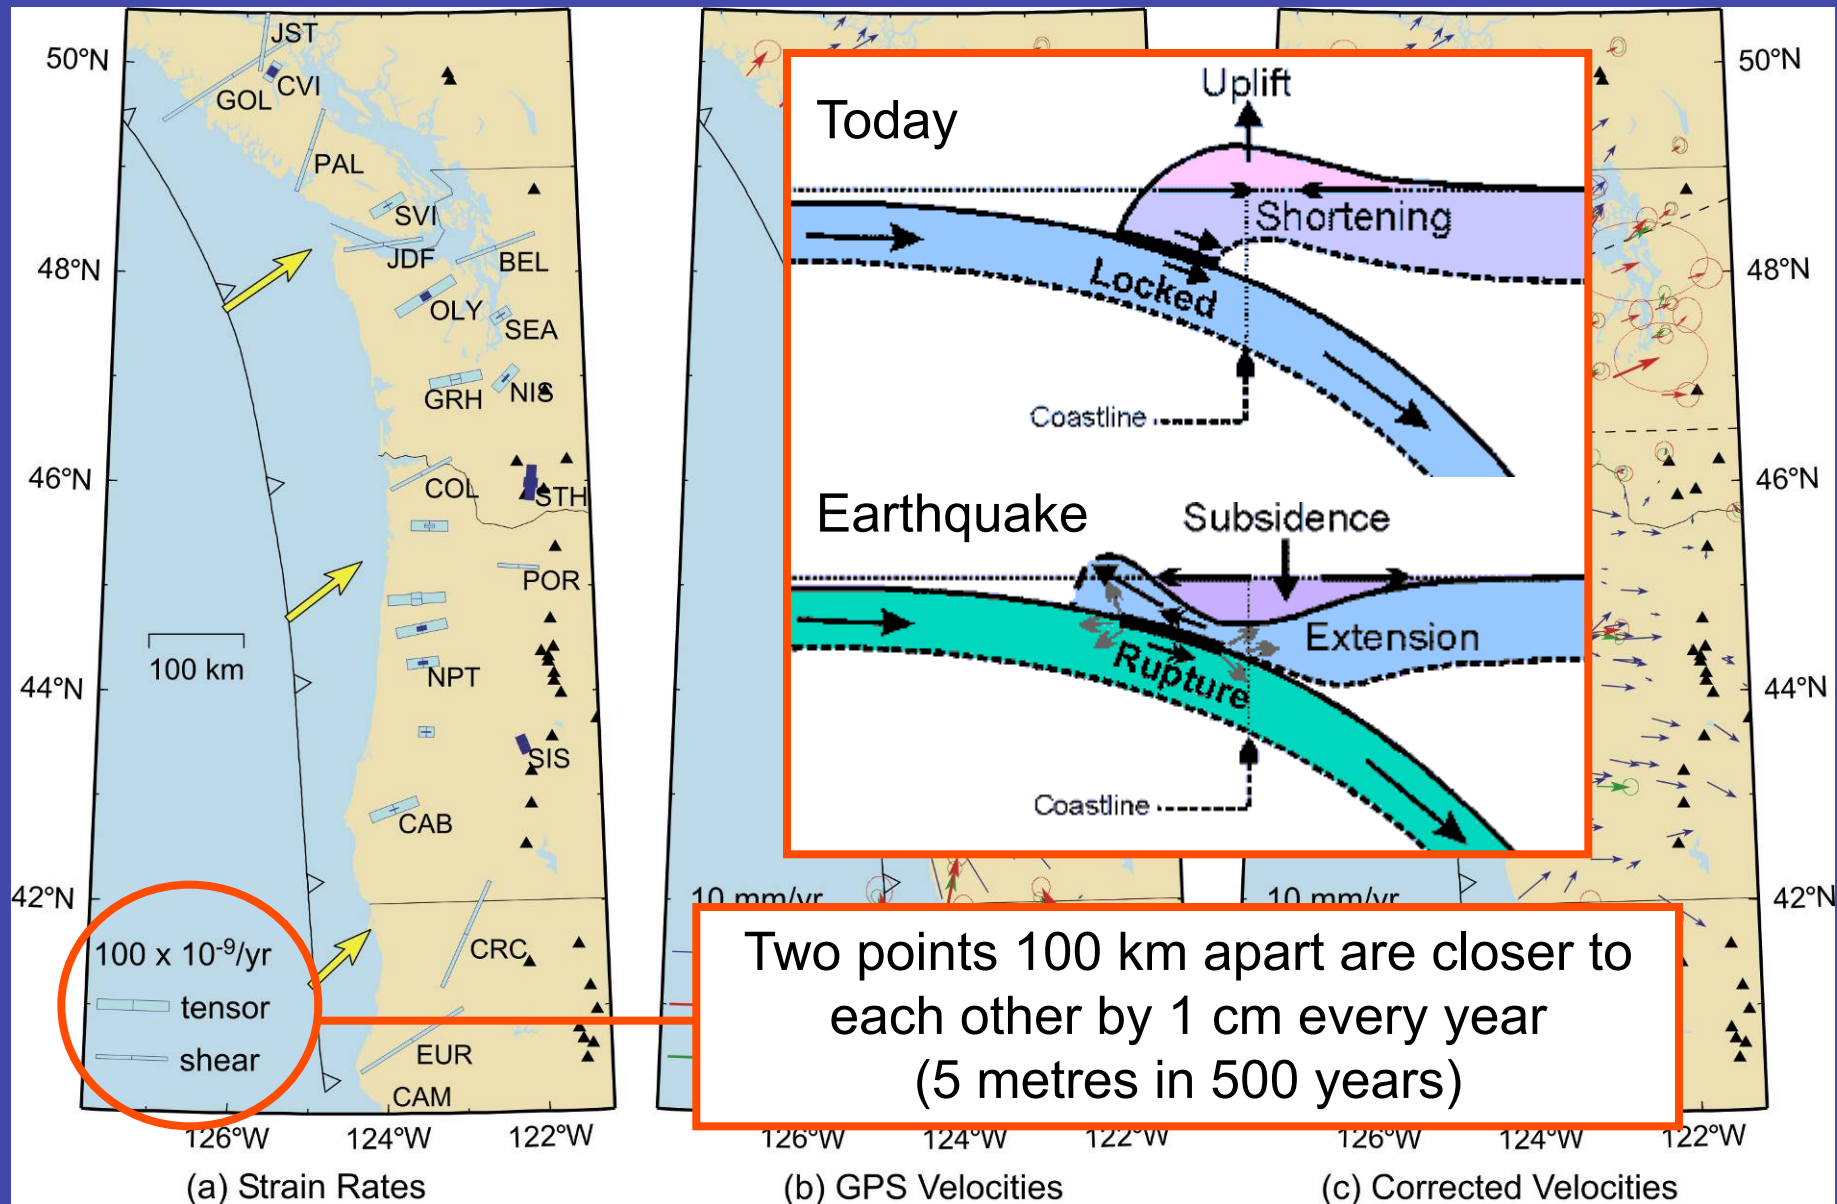 50°N
48°N
46°N
44°N
42°N
JST
CVI
GOL
PAL
SVI
JDF
BEL
OLY
SEA
GRH
NIS
COL
STH
POR
100 km
NPT
SIS
CAB
100 x 10⁻⁹/yr
tensor
shear
CRC
EUR
CAM
126°W
124°W
122°W
(a) Strain Rates
Today
Uplift
Shortening
Locked
Coastline
Earthquake
Subsidence
Extension
Rupture
Coastline
10 mm/yr
10 mm/yr
Two points 100 km apart are closer to
each other by 1 cm every year
(5 metres in 500 years)
126°W
124°W
122°W
(b) GPS Velocities
50°N
48°N
46°N
44°N
42°N
126°W
124°W
122°W
(c) Corrected Velocities